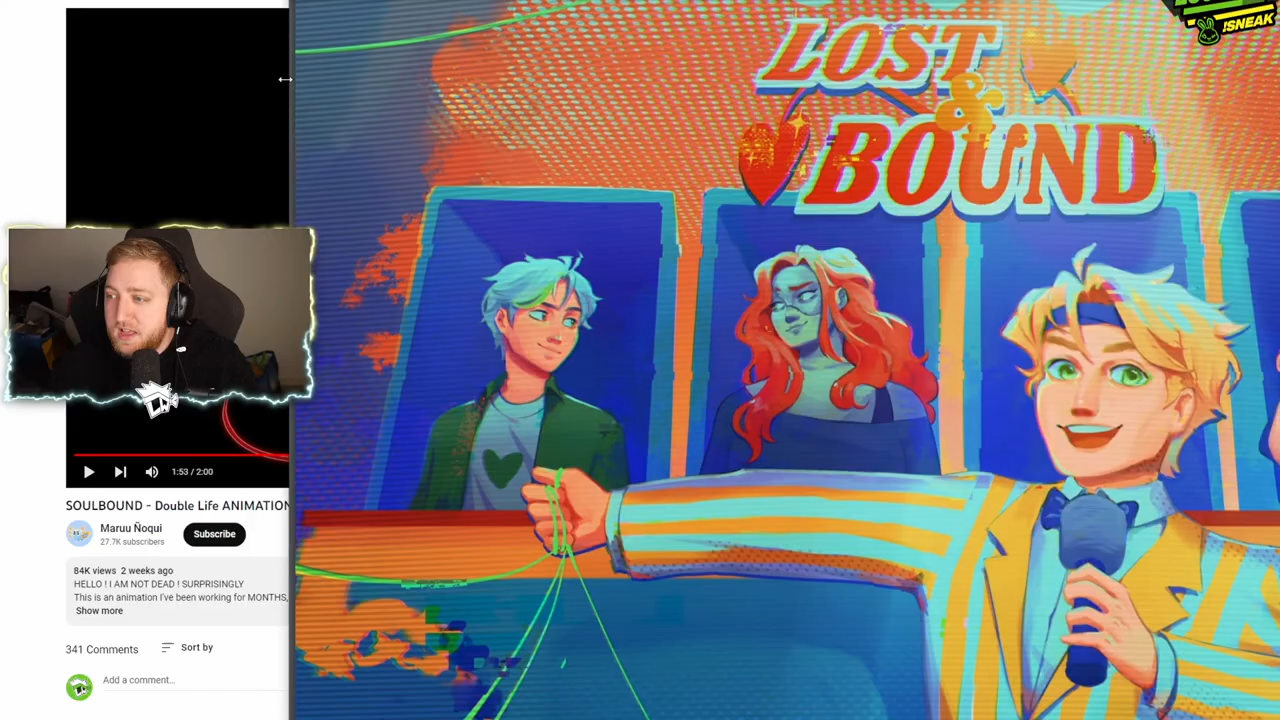 LOST
&
BOUND
!SNEAK
1:53 / 2:00
SOULBOUND - Double Life ANIMATION
Maruu Ñoqui
27.7K subscribers
Subscribe
84K views 2 weeks ago
HELLO ! I AM NOT DEAD ! SURPRISINGLY
This is an animation I've been working for MONTHS,
Show more
341 Comments
Sort by
Add a comment...